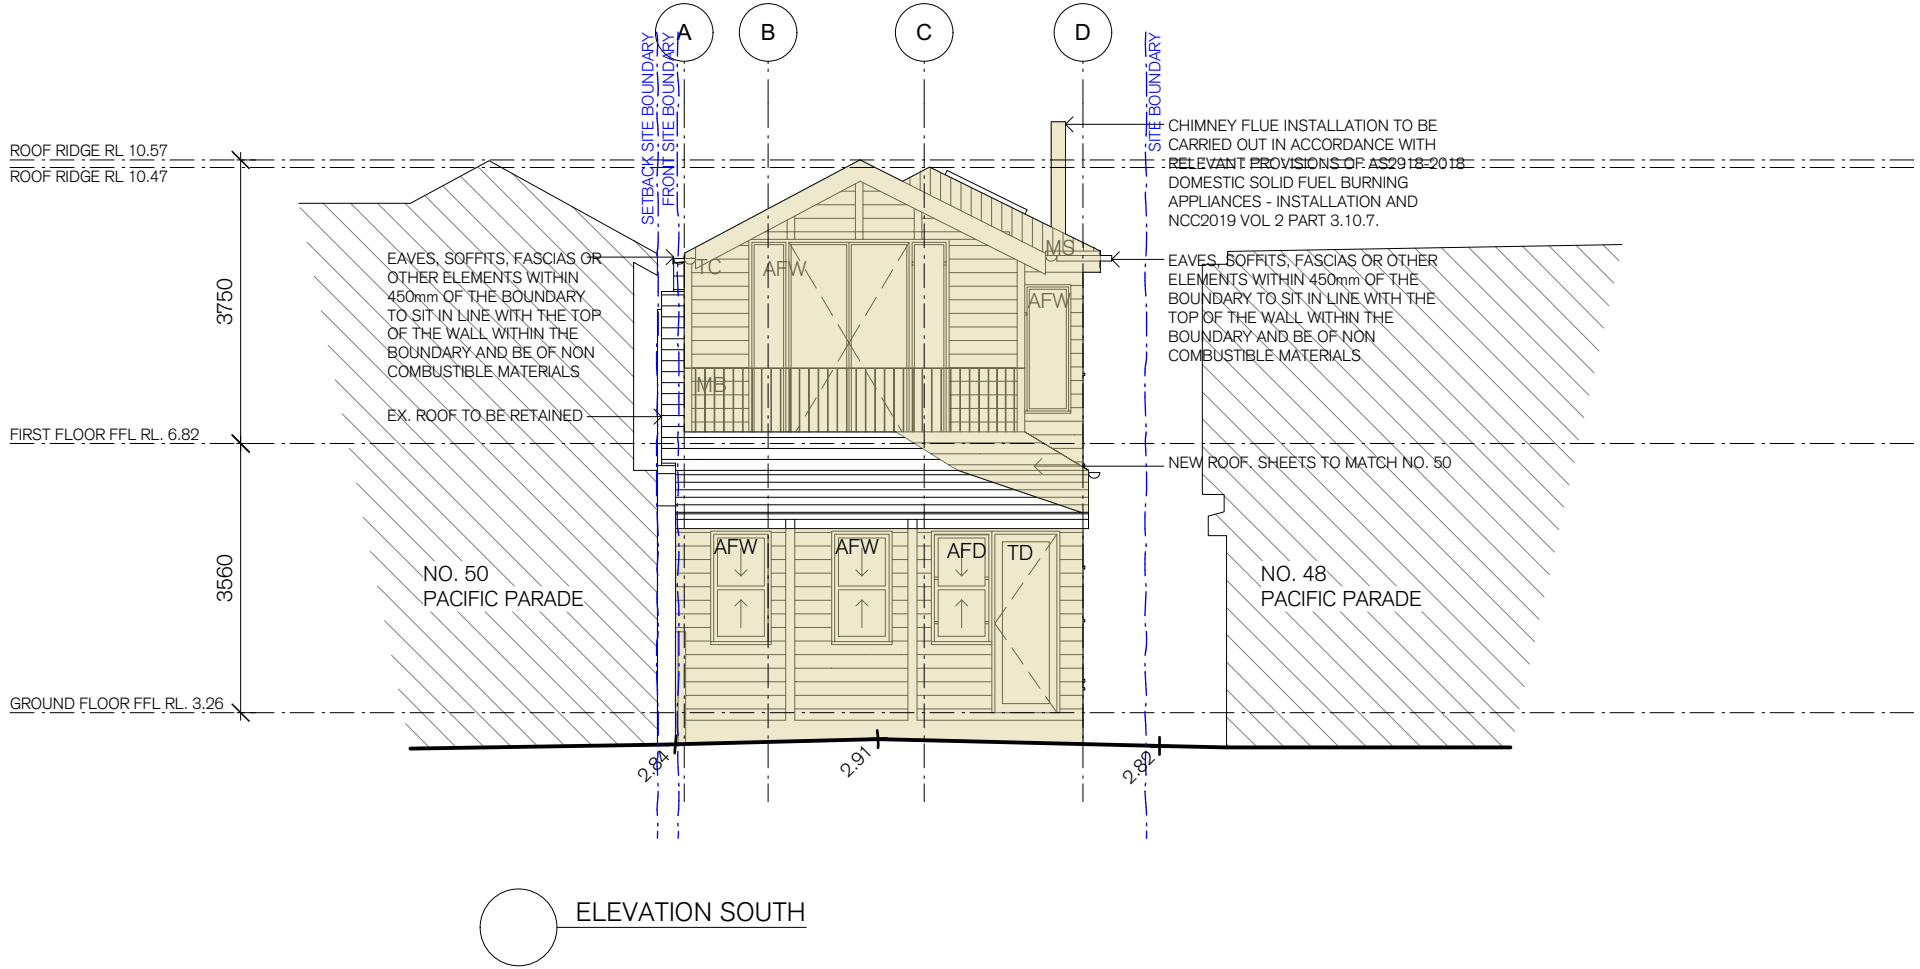 A
B
C
D
SETBACK SITE BOUNDARY
FRONT SITE BOUNDARY
SITE BOUNDARY
ROOF RIDGE RL 10.57
ROOF RIDGE RL 10.47
CHIMNEY FLUE INSTALLATION TO BE
CARRIED OUT IN ACCORDANCE WITH
RELEVANT PROVISIONS OF AS2918-2018
DOMESTIC SOLID FUEL BURNING
APPLIANCES - INSTALLATION AND
NCC2019 VOL 2 PART 3.10.7.
EAVES, SOFFITS, FASCIAS OR
OTHER ELEMENTS WITHIN
450mm OF THE BOUNDARY
TO SIT IN LINE WITH THE TOP
OF THE WALL WITHIN THE
BOUNDARY AND BE OF NON
COMBUSTIBLE MATERIALS
TC
AFW
MS
AFW
MB
EAVES, SOFFITS, FASCIAS OR OTHER
ELEMENTS WITHIN 450mm OF THE
BOUNDARY TO SIT IN LINE WITH THE
TOP OF THE WALL WITHIN THE
BOUNDARY AND BE OF NON
COMBUSTIBLE MATERIALS
3750
EX. ROOF TO BE RETAINED
FIRST FLOOR FFL RL. 6.82
NEW ROOF. SHEETS TO MATCH NO. 50
3560
AFW
AFW
AFD
TD
NO. 50
PACIFIC PARADE
NO. 48
PACIFIC PARADE
GROUND FLOOR FFL RL. 3.26
2.84
2.91
2.82
ELEVATION SOUTH